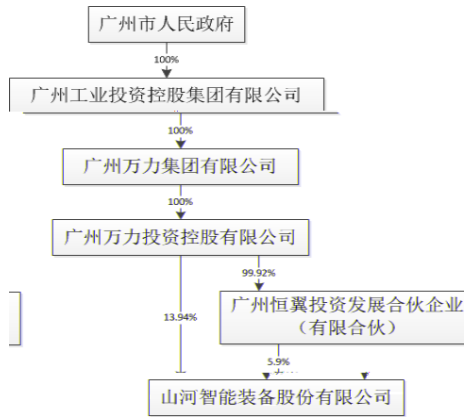 广州市人民政府
100%
广州工业投资控股集团有限公司
100%
广州万力集团有限公司
100%
广州万力投资控股有限公司
99.92%
13.94%
广州恒翼投资发展合伙企业
（有限合伙）
5.9%
山河智能装备股份有限公司